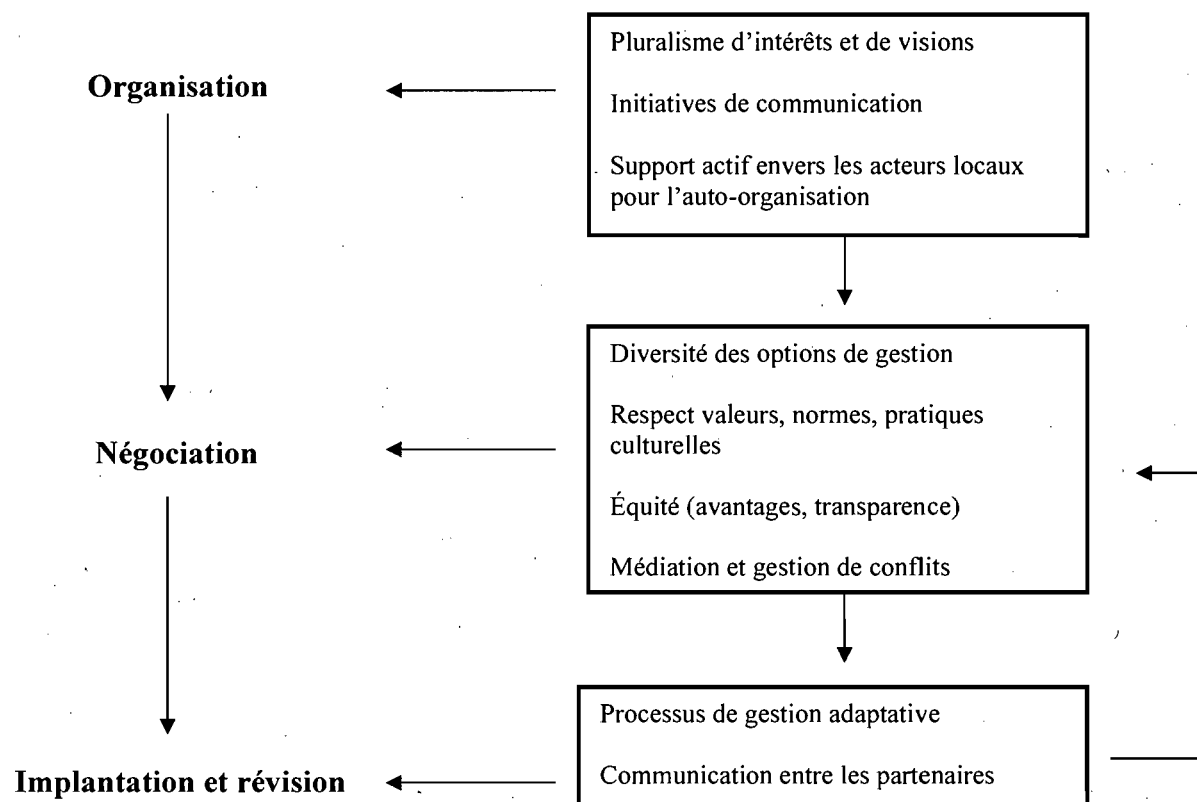 Pluralisme d'intérêts et de visions
Organisation
Initiatives de communication
Support actif envers les acteurs locaux
pour l'auto-organisation
Diversité des options de gestion
Respect valeurs, normes, pratiques
culturelles
Négociation
Équité (avantages, transparence)
Médiation et gestion de conflits
Processus de gestion adaptative
Implantation et révision
Communication entre les partenaires